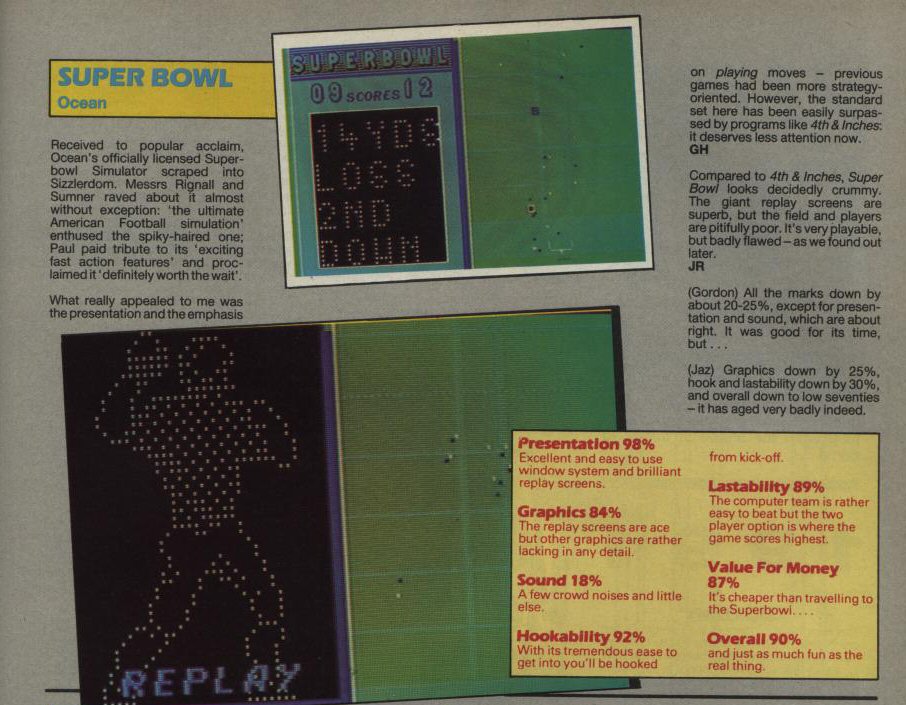 SUPER BOWL
Ocean
Received to popular acclaim,
Ocean's officially licensed Super-
bowl Simulator scraped into
Sizzlerdom. Messrs Rignall and
Sumner raved about it almost
without exception: 'the ultimate
American Football simulation'
enthused the spiky-haired one;
Paul paid tribute to its 'exciting
fast action features' and proc-
laimed it 'definitely worth the wait'.
What really appealed to me was
the presentation and the emphasis
SUPERBOWL
09 SCORES 12
14YDS
LOSS
2ND
DOWN
REPLAY
on playing moves – previous
games had been more strategy-
oriented. However, the standard
set here has been easily surpas-
sed by programs like 4th & Inches:
it deserves less attention now.
GH
Compared to 4th & Inches, Super
Bowl looks decidedly crummy.
The giant replay screens are
superb, but the field and players
are pitifully poor. It's very playable,
but badly flawed – as we found out
later.
JR
(Gordon) All the marks down by
about 20-25%, except for presen-
tation and sound, which are about
right. It was good for its time,
but . . .
(Jaz) Graphics down by 25%,
hook and lastability down by 30%,
and overall down to low seventies
– it has aged very badly indeed.
Presentation 98%
Excellent and easy to use
window system and brilliant
replay screens.
Graphics 84%
The replay screens are ace
but other graphics are rather
lacking in any detail.
Sound 18%
A few crowd noises and little
else.
Hookability 92%
With its tremendous ease to
get into you'll be hooked
from kick-off.
Lastability 89%
The computer team is rather
easy to beat but the two
player option is where the
game scores highest.
Value For Money
87%
It's cheaper than travelling to
the Superbowl. . . .
Overall 90%
and just as much fun as the
real thing.